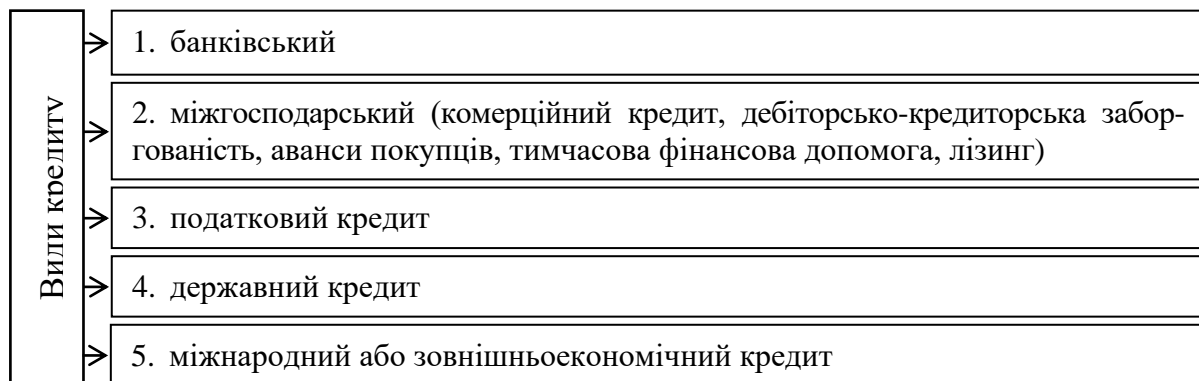 Види кредиту
1. банківський
2. міжгосподарський (комерційний кредит, дебіторсько-кредиторська забор-
гованість, аванси покупців, тимчасова фінансова допомога, лізинг)
3. податковий кредит
4. державний кредит
5. міжнародний або зовнішньоекономічний кредит